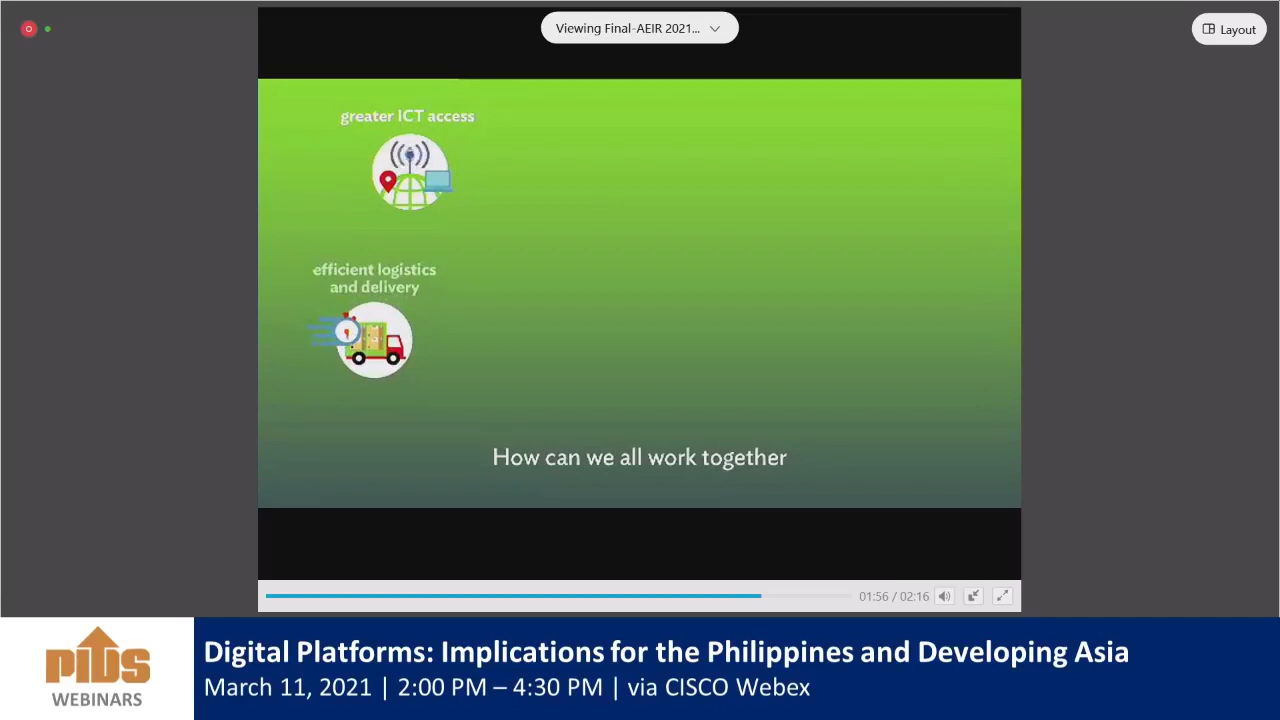 Viewing Final-AEIR 2021...
Layout
greater ICT access
efficient logistics
and delivery
How can we all work together
01:56 / 02:16
PIDS
WEBINARS
Digital Platforms: Implications for the Philippines and Developing Asia
March 11, 2021 | 2:00 PM – 4:30 PM | via CISCO Webex